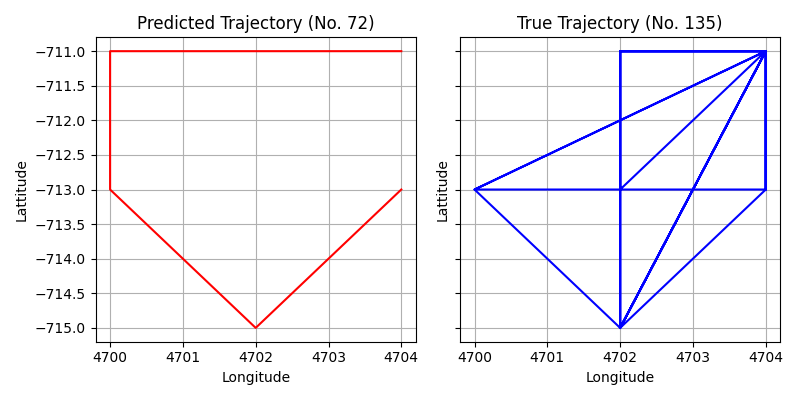 Predicted Trajectory (No. 72)
True Trajectory (No. 135)
−711.0
−711.5
−712.0
−712.5
−713.0
−713.5
−714.0
−714.5
−715.0
Lattitude
Lattitude
4700 4701 4702 4703 4704
4700 4701 4702 4703 4704
Longitude
Longitude